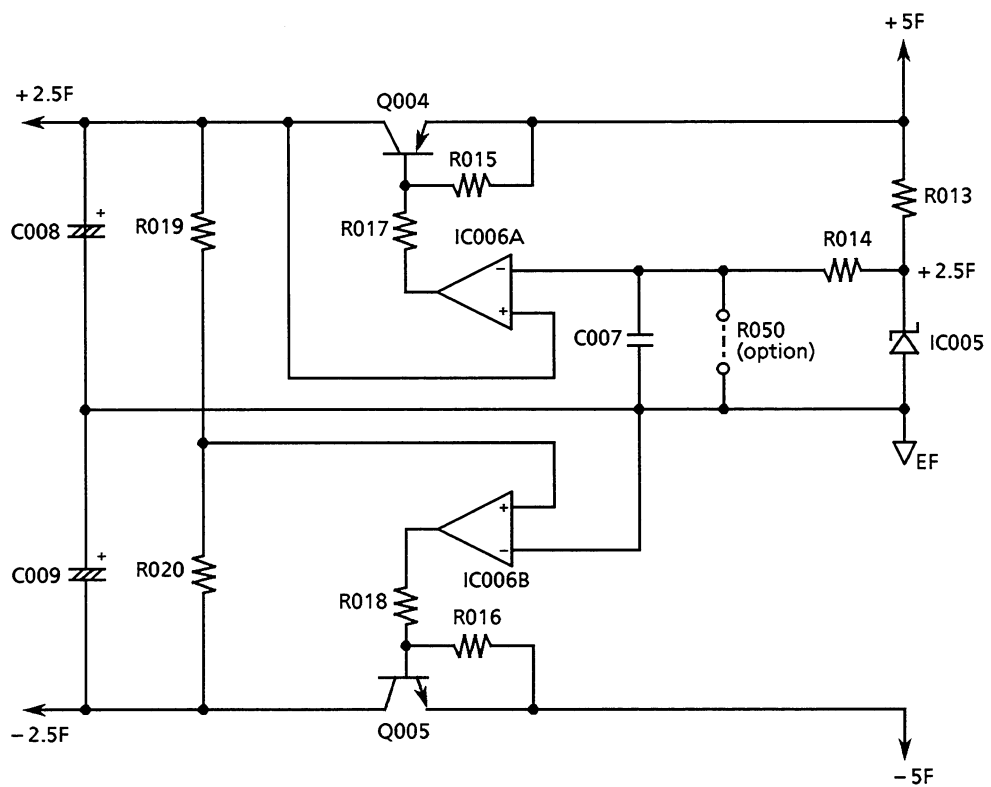 +5F
+2.5F
Q004
R015
R013
C008
+
R019
R017
IC006A
R014
−
+2.5F
+
C007
R050
(option)
IC005
EF
+
−
C009
+
R020
IC006B
R018
R016
−2.5F
Q005
−5F